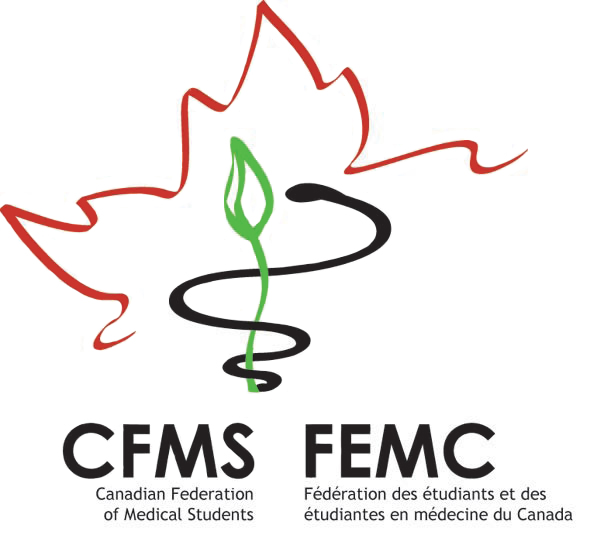 CFMS
Canadian Federation
of Medical Students
FEMC
Fédération des étudiants et des
étudiantes en médecine du Canada